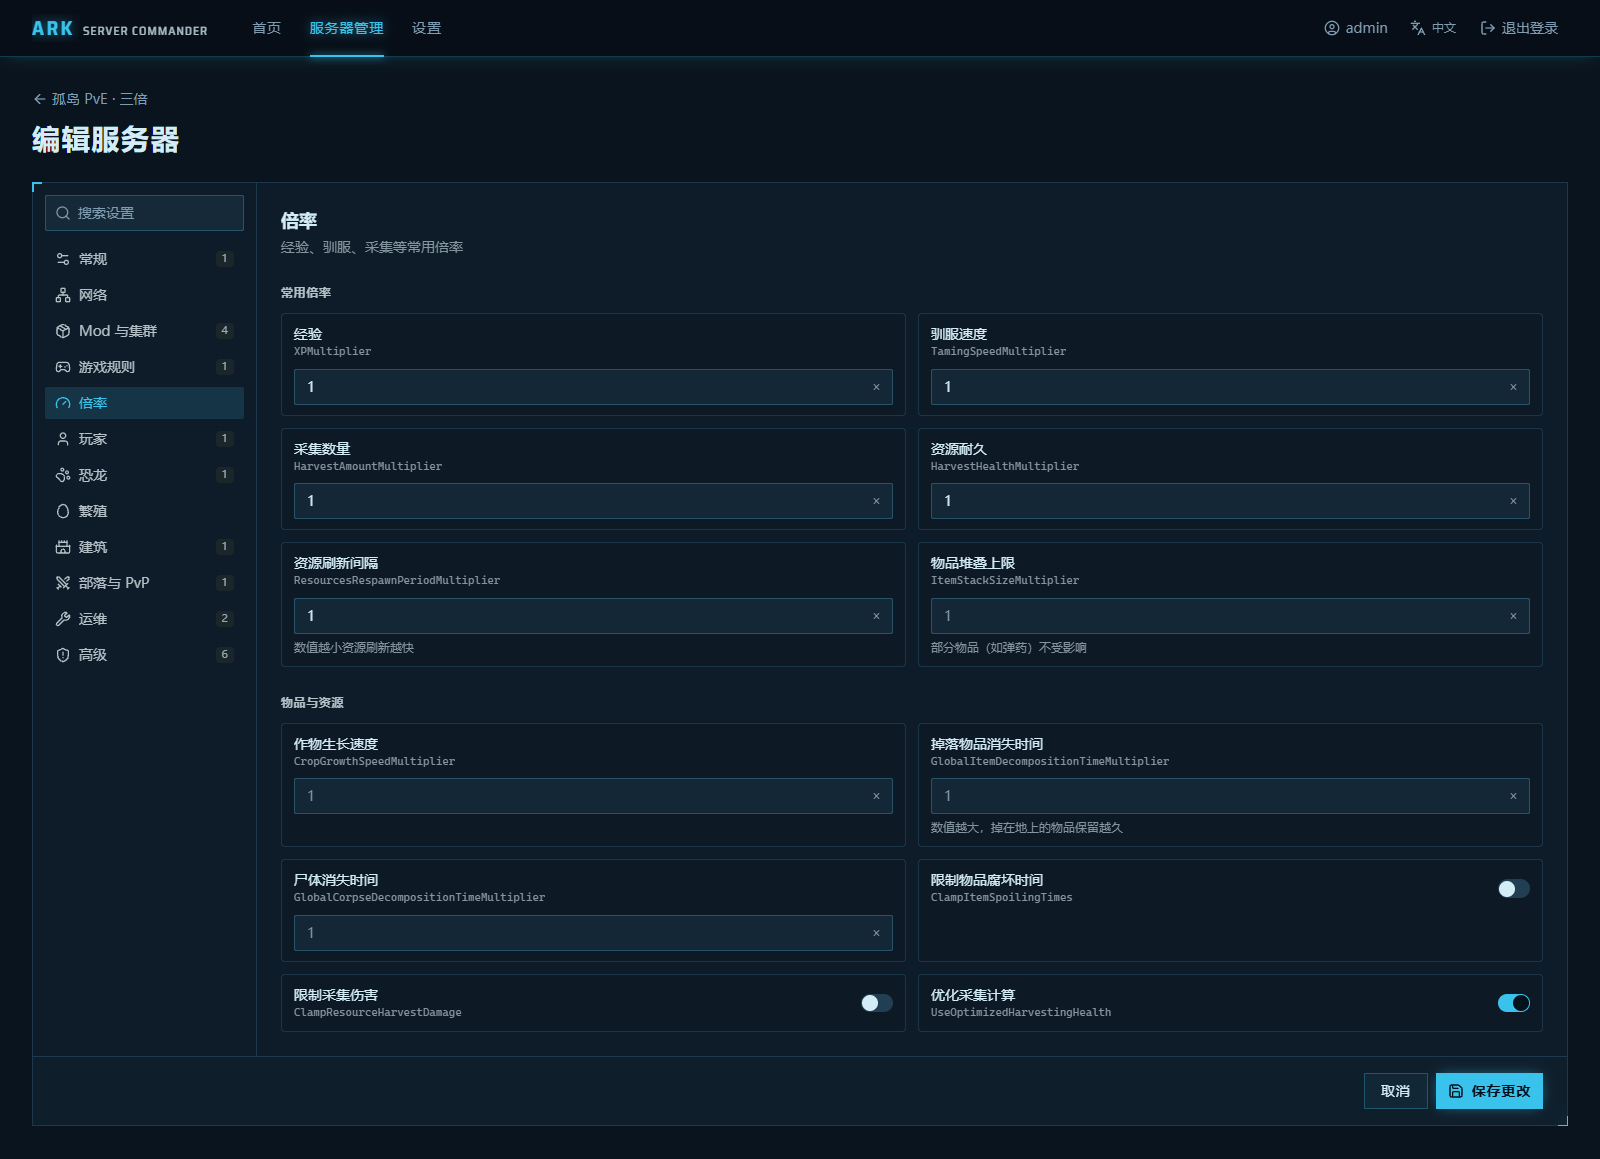 ARK SERVER COMMANDER 首页 服务器管理 设置 admin 中文 退出登录
← 孤岛 PvE · 三倍
编辑服务器
搜索设置
常规 1
网络
Mod 与集群 4
游戏规则 1
倍率
玩家 1
恐龙 1
繁殖
建筑 1
部落与 PvP 1
运维 2
高级 6
倍率
经验、驯服、采集等常用倍率
常用倍率
经验
XPMultiplier
1 ×
驯服速度
TamingSpeedMultiplier
1 ×
采集数量
HarvestAmountMultiplier
1 ×
资源耐久
HarvestHealthMultiplier
1 ×
资源刷新间隔
ResourcesRespawnPeriodMultiplier
1 ×
数值越小资源刷新越快
物品堆叠上限
ItemStackSizeMultiplier
1 ×
部分物品（如弹药）不受影响
物品与资源
作物生长速度
CropGrowthSpeedMultiplier
1 ×
掉落物品消失时间
GlobalItemDecompositionTimeMultiplier
1 ×
数值越大，掉在地上的物品保留越久
尸体消失时间
GlobalCorpseDecompositionTimeMultiplier
1 ×
限制物品腐坏时间
ClampItemSpoilingTimes
限制采集伤害
ClampResourceHarvestDamage
优化采集计算
UseOptimizedHarvestingHealth
取消 保存更改